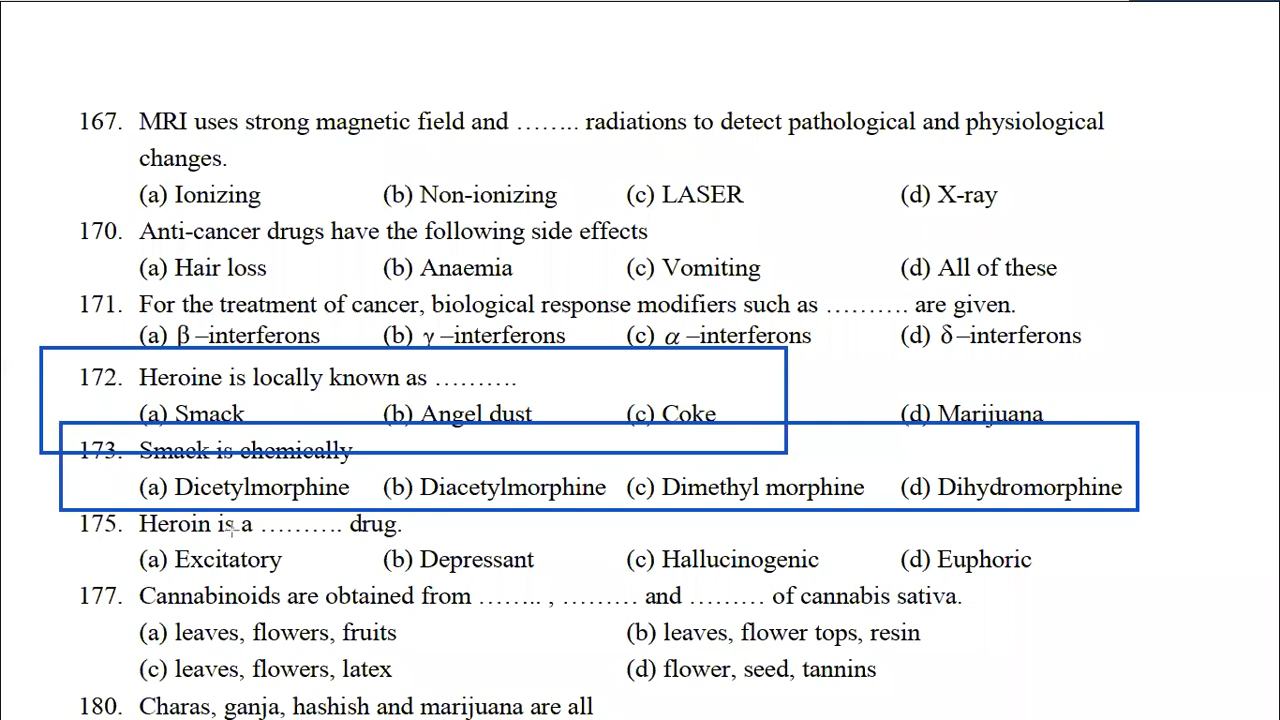 167. MRI uses strong magnetic field and …….. radiations to detect pathological and physiological
changes.
(a) Ionizing (b) Non-ionizing (c) LASER (d) X-ray
170. Anti-cancer drugs have the following side effects
(a) Hair loss (b) Anaemia (c) Vomiting (d) All of these
171. For the treatment of cancer, biological response modifiers such as ………. are given.
(a) β –interferons (b) γ –interferons (c) α –interferons (d) δ–interferons
172. Heroine is locally known as ……….
(a) Smack (b) Angel dust (c) Coke (d) Marijuana
173. Smack is chemically
(a) Dicetylmorphine (b) Diacetylmorphine (c) Dimethyl morphine (d) Dihydromorphine
175. Heroin is a ………. drug.
(a) Excitatory (b) Depressant (c) Hallucinogenic (d) Euphoric
177. Cannabinoids are obtained from …….. , ……… and ……… of cannabis sativa.
(a) leaves, flowers, fruits (b) leaves, flower tops, resin
(c) leaves, flowers, latex (d) flower, seed, tannins
180. Charas, ganja, hashish and marijuana are all